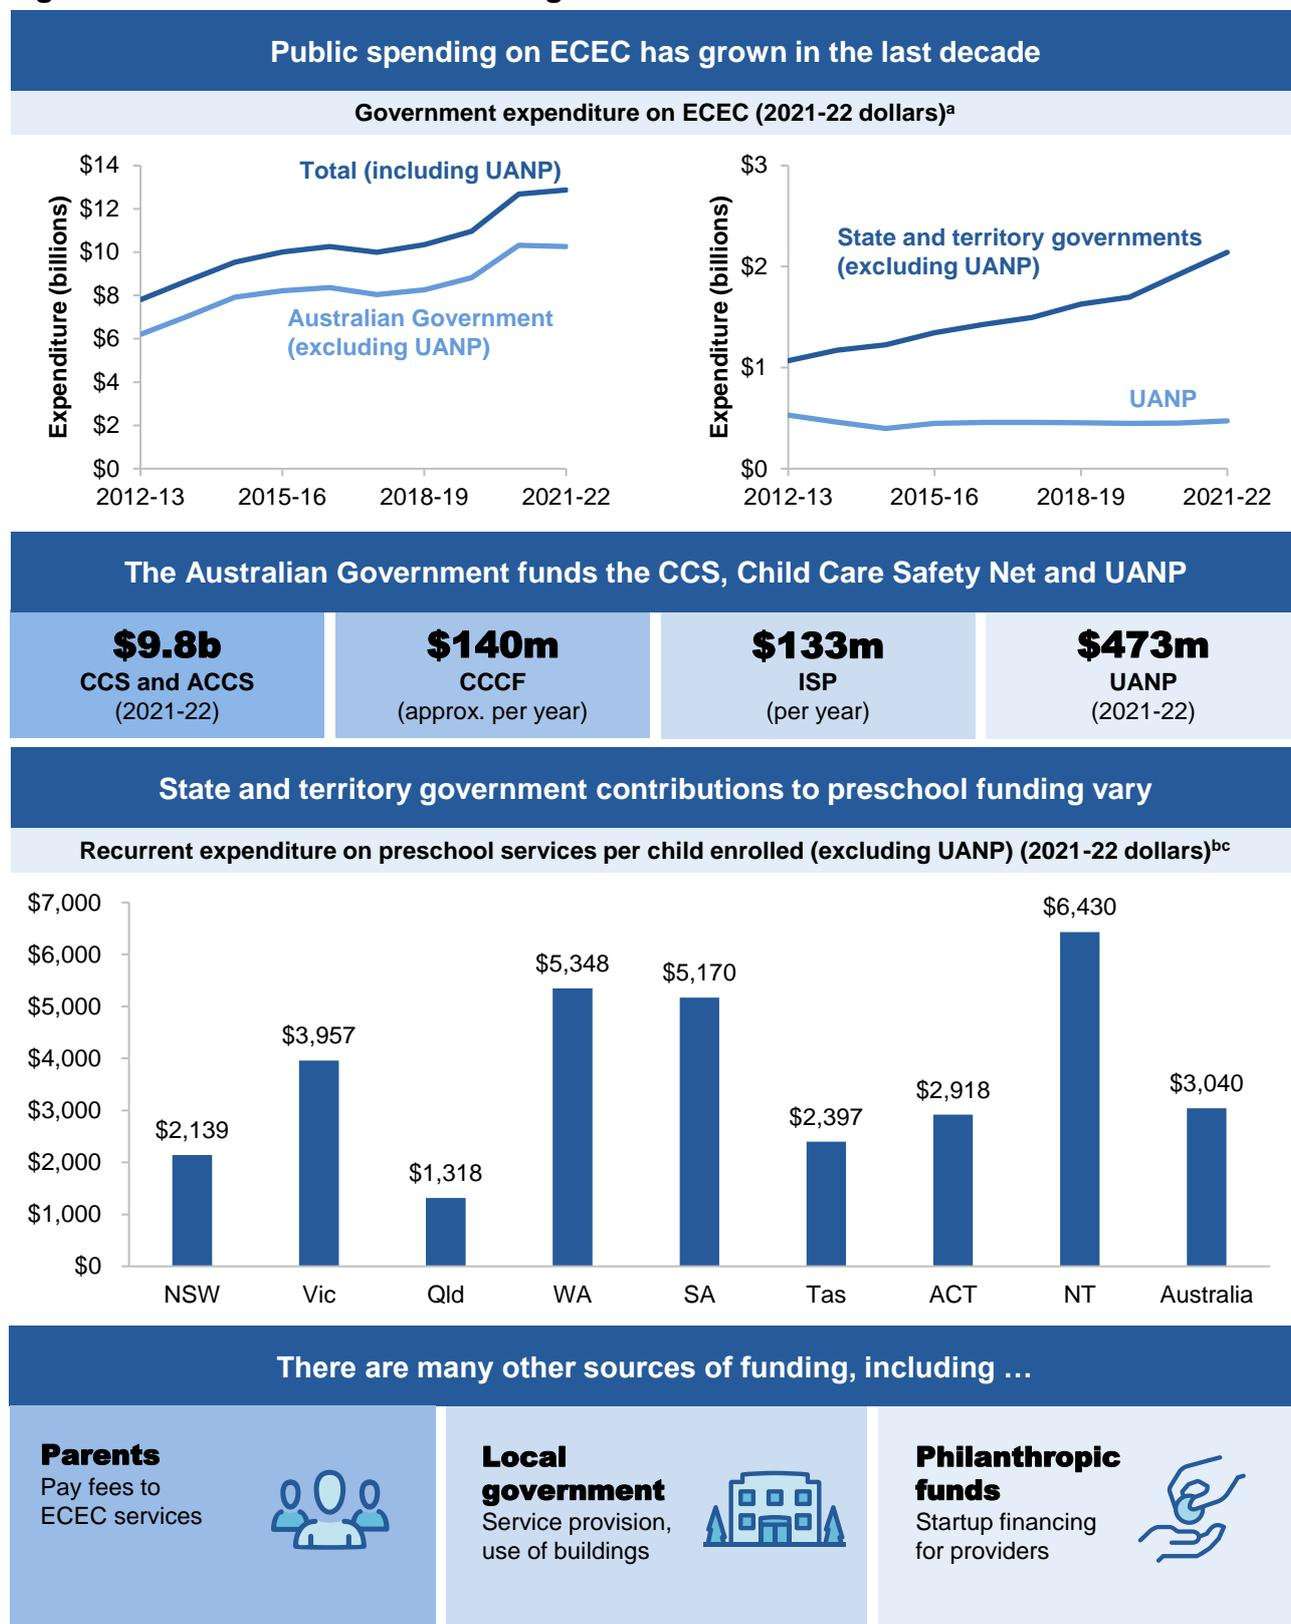 Public spending on ECEC has grown in the last decade
Government expenditure on ECEC (2021-22 dollars)ᵃ
Expenditure (billions)
$14
$12
$10
$8
$6
$4
$2
$0
Total (including UANP)
Australian Government
(excluding UANP)
2012-13 2015-16 2018-19 2021-22
Expenditure (billions)
$3
$2
$1
$0
State and territory governments
(excluding UANP)
UANP
2012-13 2015-16 2018-19 2021-22
The Australian Government funds the CCS, Child Care Safety Net and UANP
$9.8b
CCS and ACCS
(2021-22)
$140m
CCCF
(approx. per year)
$133m
ISP
(per year)
$473m
UANP
(2021-22)
State and territory government contributions to preschool funding vary
Recurrent expenditure on preschool services per child enrolled (excluding UANP) (2021-22 dollars)ᵇᶜ
$7,000
$6,000
$5,000
$4,000
$3,000
$2,000
$1,000
$0
$2,139
$3,957
$1,318
$5,348
$5,170
$2,397
$2,918
$6,430
$3,040
NSW Vic Qld WA SA Tas ACT NT Australia
There are many other sources of funding, including …
Parents
Pay fees to
ECEC services
Local
government
Service provision,
use of buildings
Philanthropic
funds
Startup financing
for providers